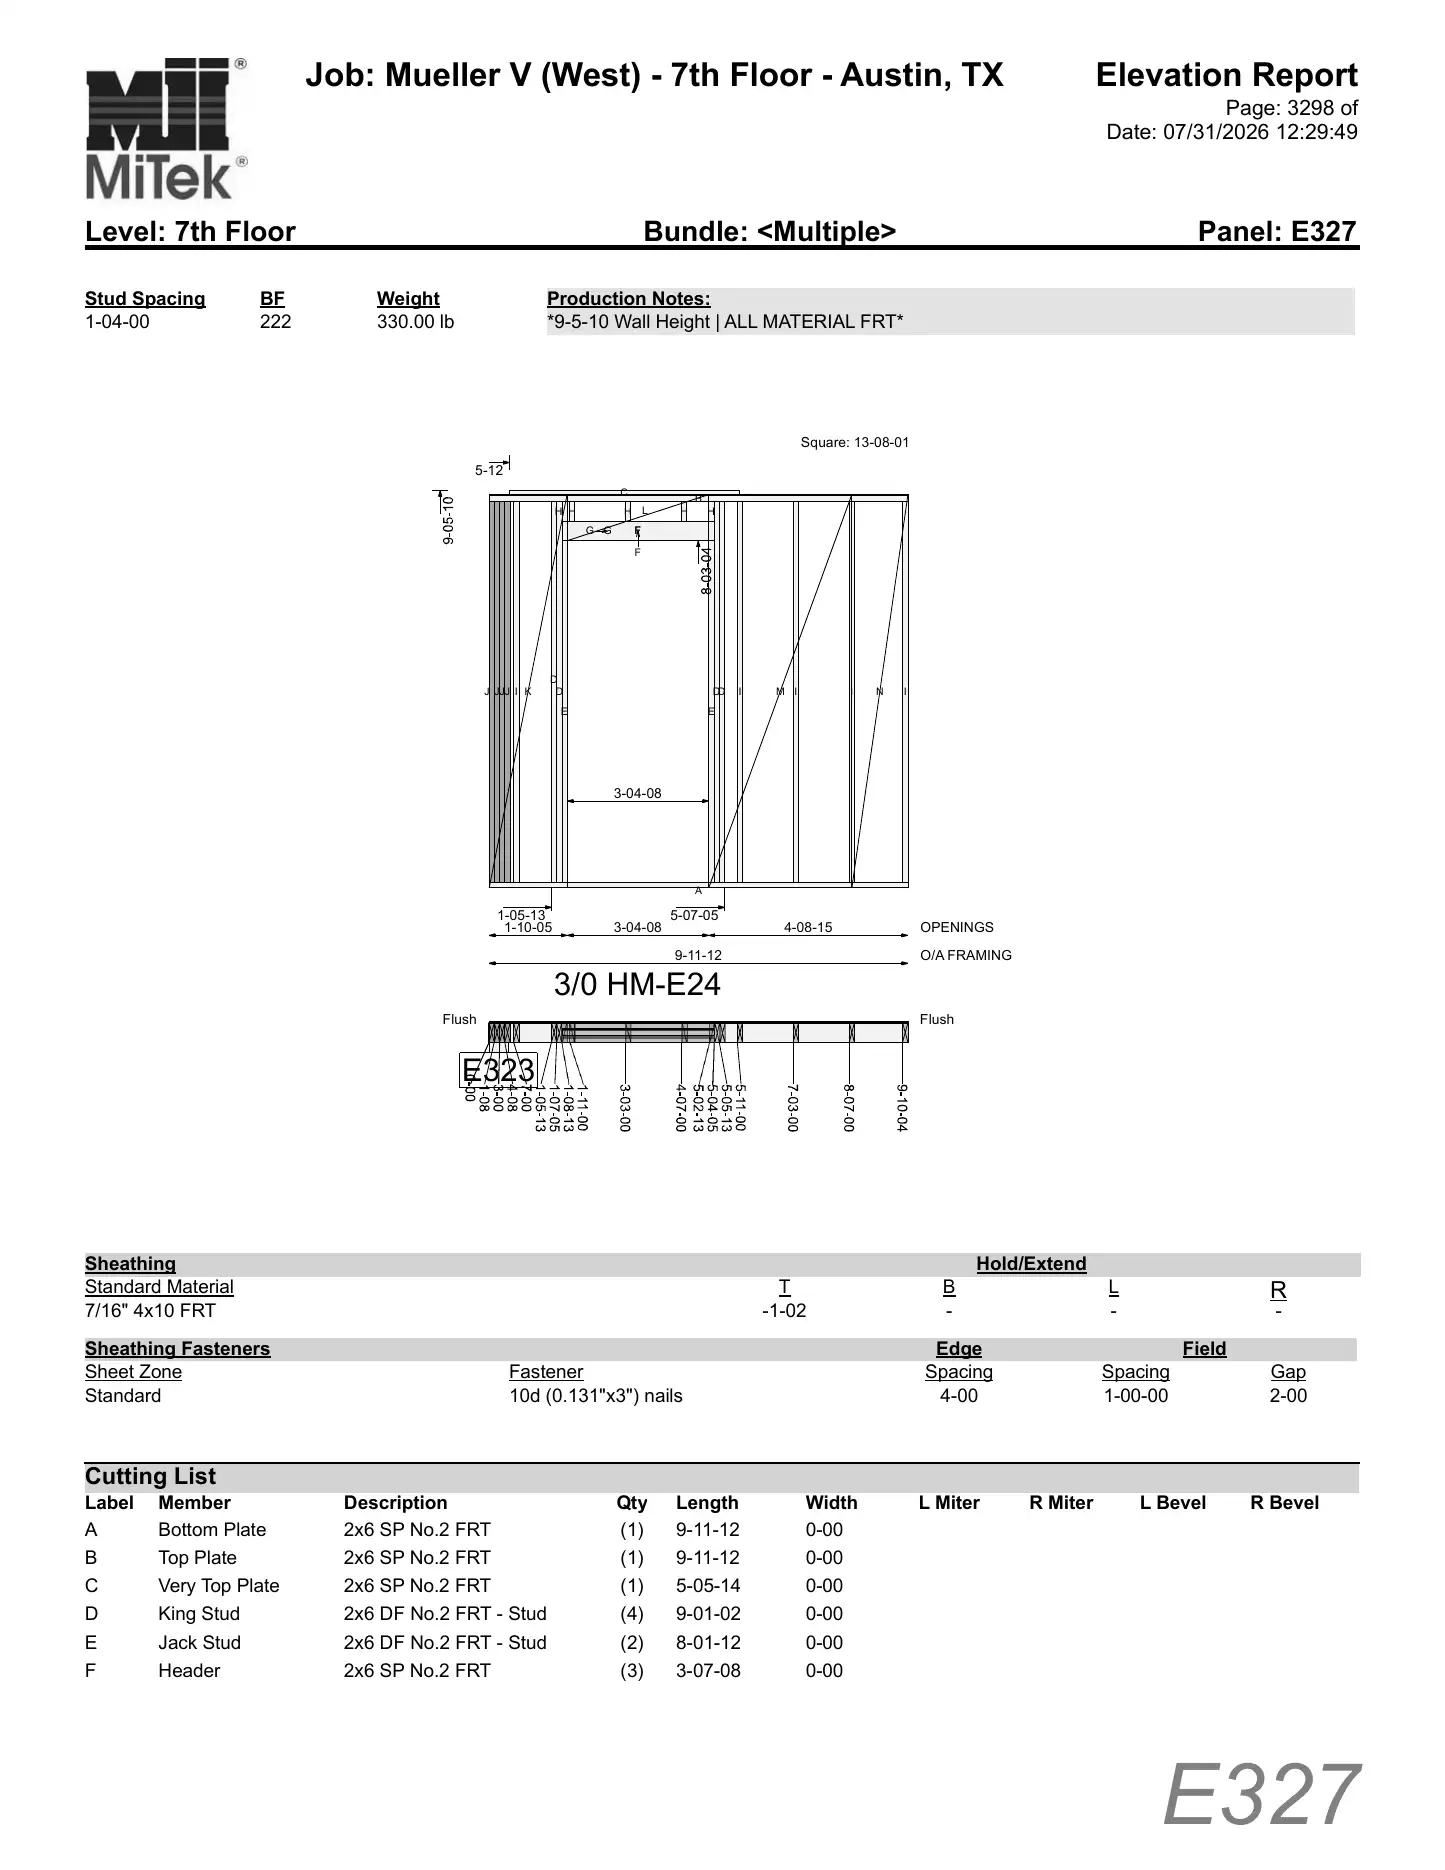 Job: Mueller V (West) - 7th Floor - Austin, TX
Elevation Report
Page: 3298 of
Date: 07/31/2026 12:29:49
MiTek®
Level: 7th Floor Bundle: <Multiple> Panel: E327
Stud Spacing BF Weight Production Notes:
1-04-00 222 330.00 lb *9-5-10 Wall Height | ALL MATERIAL FRT*
Square: 13-08-01
5-12
9-05-10
C
B
H H H L H H
G G F
F
8-03-04
D
J J J J J I K D D D I M I I N I
E E
3-04-08
A
1-05-13 5-07-05
1-10-05 3-04-08 4-08-15 OPENINGS
9-11-12 O/A FRAMING
3/0 HM-E24
Flush Flush
E323
1-08 3-00 4-08 1-05-13 1-07-05 1-08-13 1-11-00 3-03-00 4-07-00 5-02-13 5-04-05 5-05-13 5-11-00 7-03-00 8-07-00 9-10-04
Sheathing Hold/Extend
Standard Material T B L R
7/16" 4x10 FRT -1-02 - - -
Sheathing Fasteners Edge Field
Sheet Zone Fastener Spacing Spacing Gap
Standard 10d (0.131"x3") nails 4-00 1-00-00 2-00
Cutting List
Label Member Description Qty Length Width L Miter R Miter L Bevel R Bevel
A Bottom Plate 2x6 SP No.2 FRT (1) 9-11-12 0-00
B Top Plate 2x6 SP No.2 FRT (1) 9-11-12 0-00
C Very Top Plate 2x6 SP No.2 FRT (1) 5-05-14 0-00
D King Stud 2x6 DF No.2 FRT - Stud (4) 9-01-02 0-00
E Jack Stud 2x6 DF No.2 FRT - Stud (2) 8-01-12 0-00
F Header 2x6 SP No.2 FRT (3) 3-07-08 0-00
E327